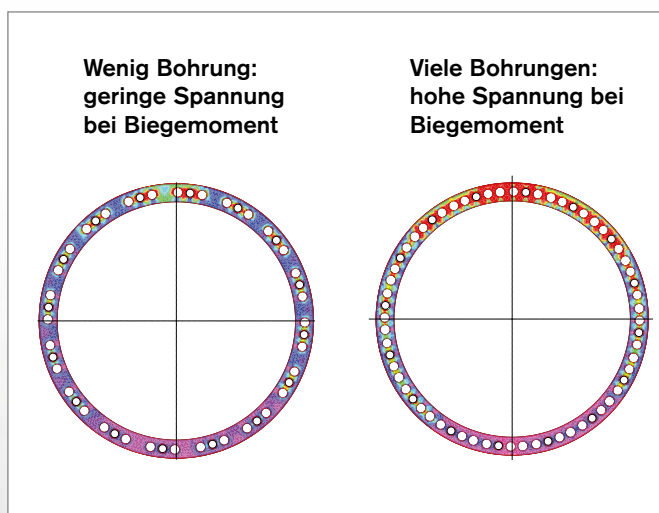 Wenig Bohrung:
geringe Spannung
bei Biegemoment
Viele Bohrungen:
hohe Spannung bei
Biegemoment